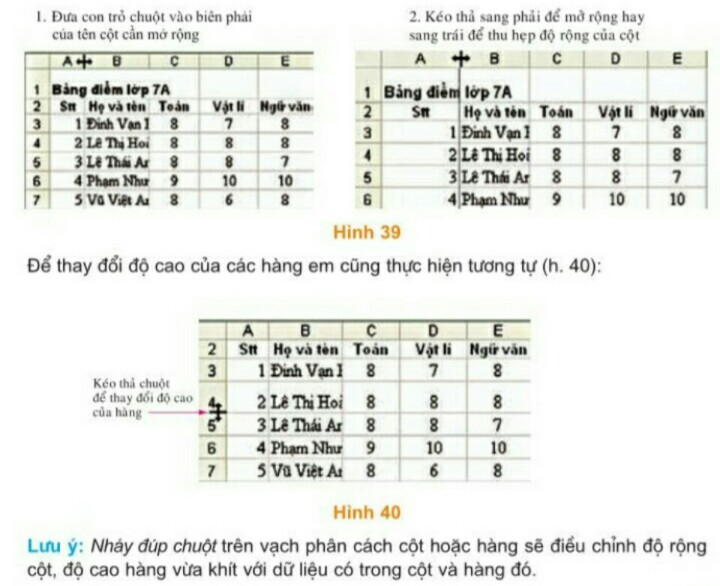 1. Đưa con trỏ chuột vào biên phải
của tên cột cần mở rộng
2. Kéo thả sang phải để mở rộng hay
sang trái để thu hẹp độ rộng của cột
A B C D E
1 Bảng điểm lớp 7A
2 Stt Họ và tên Toán Vật lí Ngữ văn
3 1 Đinh Vạn 8 7 8
4 2 Lê Thị Hoi 8 8 8
5 3 Lê Thái Ar 8 8 7
6 4 Phạm Như 9 10 10
7 5 Vũ Việt Ar 8 6 8
A B C D E
1 Bảng điểm lớp 7A
2 Stt Họ và tên Toán Vật lí Ngữ văn
3 1 Đinh Vạn 8 7 8
4 2 Lê Thị Hoi 8 8 8
5 3 Lê Thái Ar 8 8 7
6 4 Phạm Như 9 10 10
Hình 39
Để thay đổi độ cao của các hàng em cũng thực hiện tương tự (h. 40):
Kéo thả chuột
để thay đổi độ cao
của hàng
A B C D E
2 Stt Họ và tên Toán Vật lí Ngữ văn
3 1 Đinh Vạn 8 7 8
4 2 Lê Thị Hoi 8 8 8
5 3 Lê Thái Ar 8 8 7
6 4 Phạm Như 9 10 10
7 5 Vũ Việt Ar 8 6 8
Hình 40
Lưu ý: Nháy đúp chuột trên vạch phân cách cột hoặc hàng sẽ điều chỉnh độ rộng
cột, độ cao hàng vừa khít với dữ liệu có trong cột và hàng đó.